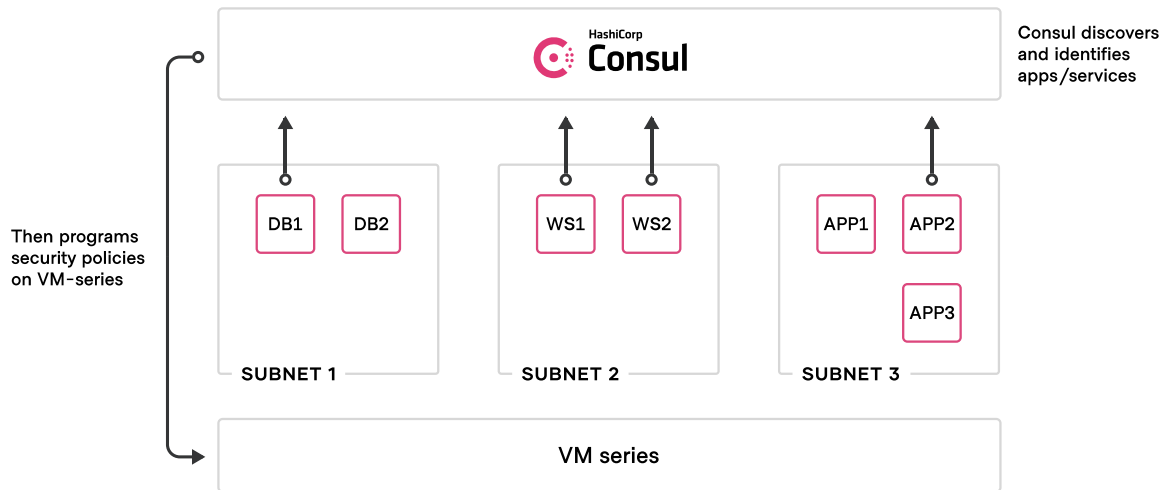 HashiCorp
Consul
Consul discovers
and identifies
apps/services
DB1
DB2
WS1
WS2
APP1
APP2
Then programs
security policies
on VM-series
APP3
SUBNET 1
SUBNET 2
SUBNET 3
VM series